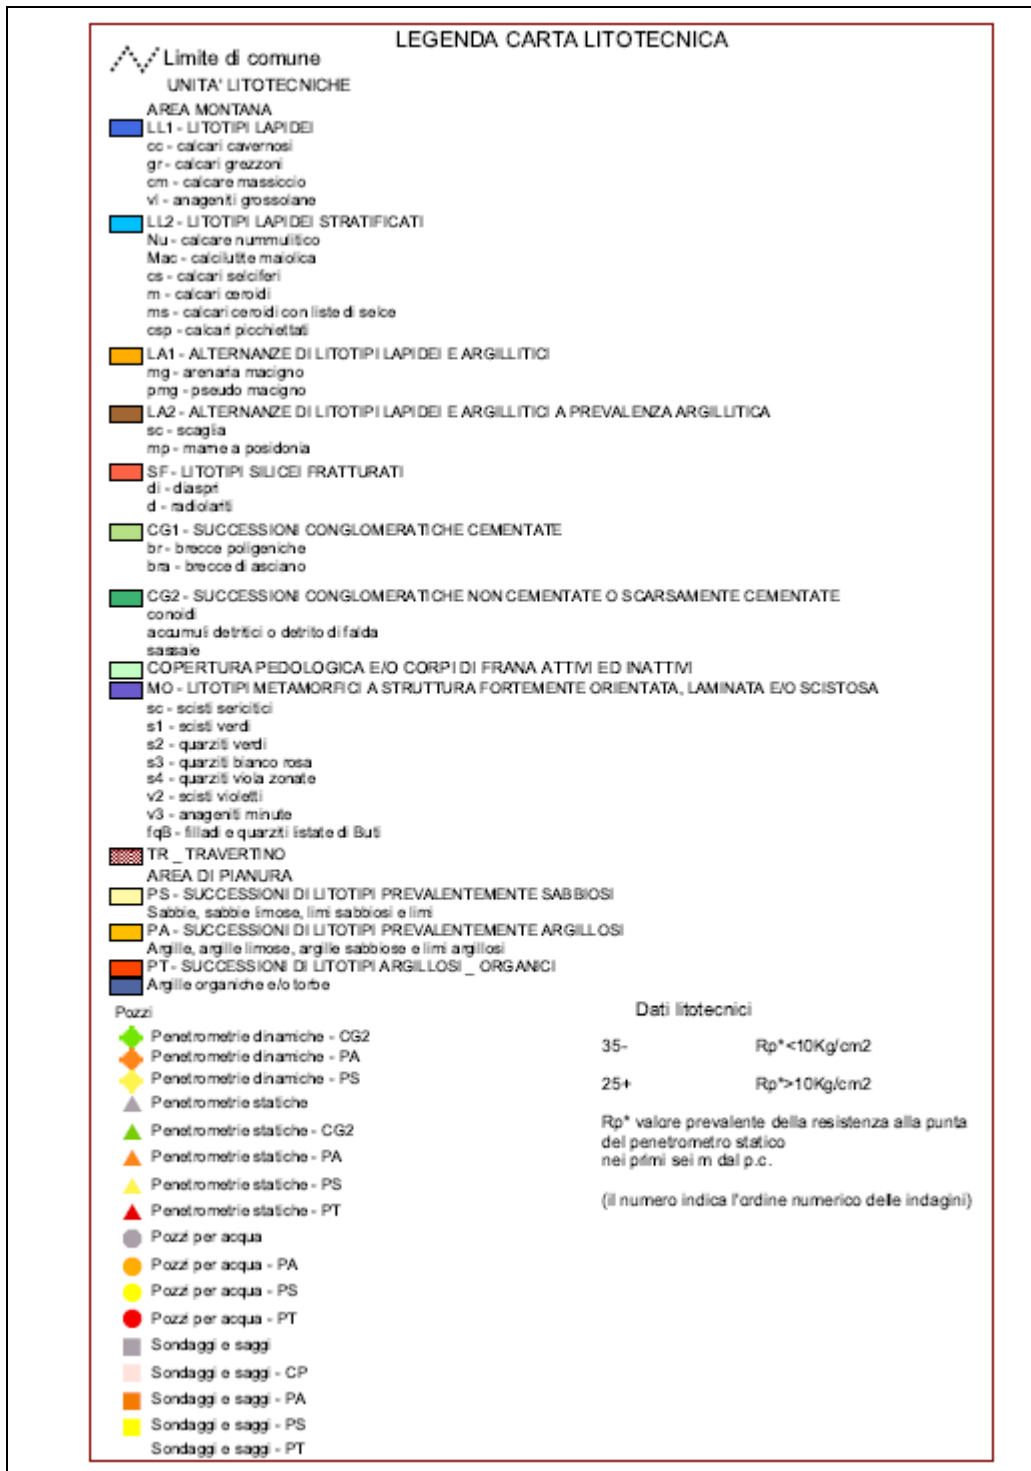 LEGENDA CARTA LITOTECNICA
Limite di comune
UNITA' LITOTECNICHE
AREA MONTANA
LL1 - LITOTIPI LAPIDEI
cc - calcari cavernosi
gr - calcari grezzoni
cm - calcare massiccio
vl - anageniti grossolane
LL2 - LITOTIPI LAPIDEI STRATIFICATI
Nu - calcare nummulitico
Mac - calcilutite maiolica
cs - calcari selciferi
m - calcari ceroidi
ms - calcari ceroidi con liste di selce
csp - calcari picchiettati
LA1 - ALTERNANZE DI LITOTIPI LAPIDEI E ARGILLITICI
mg - arenaria macigno
pmg - pseudo macigno
LA2 - ALTERNANZE DI LITOTIPI LAPIDEI E ARGILLITICI A PREVALENZA ARGILLITICA
sc - scaglia
mp - marne a posidonia
SF - LITOTIPI SILICEI FRATTURATI
di - diaspri
d - radiolariti
CG1 - SUCCESSIONI CONGLOMERATICHE CEMENTATE
br - brecce poligeniche
bra - brecce di asciano
CG2 - SUCCESSIONI CONGLOMERATICHE NON CEMENTATE O SCARSAMENTE CEMENTATE
conoidi
accumuli detritici o detrito di falda
sassaie
COPERTURA PEDOLOGICA E/O CORPI DI FRANA ATTIVI ED INATTIVI
MO - LITOTIPI METAMORFICI A STRUTTURA FORTEMENTE ORIENTATA, LAMINATA E/O SCISTOSA
sc - scisti sericitici
s1 - scisti verdi
s2 - quarziti verdi
s3 - quarziti bianco rosa
s4 - quarziti viola zonate
v2 - scisti violetti
v3 - anageniti minute
fqB - filladi e quarziti listate di Buti
TR _ TRAVERTINO
AREA DI PIANURA
PS - SUCCESSIONI DI LITOTIPI PREVALENTEMENTE SABBIOSI
Sabbie, sabbie limose, limi sabbiosi e limi
PA - SUCCESSIONI DI LITOTIPI PREVALENTEMENTE ARGILLOSI
Argille, argille limose, argille sabbiose e limi argillosi
PT - SUCCESSIONI DI LITOTIPI ARGILLOSI _ ORGANICI
Argille organiche e/o torbe
Pozzi
Penetrometrie dinamiche - CG2
Penetrometrie dinamiche - PA
Penetrometrie dinamiche - PS
Penetrometrie statiche
Penetrometrie statiche - CG2
Penetrometrie statiche - PA
Penetrometrie statiche - PS
Penetrometrie statiche - PT
Pozzi per acqua
Pozzi per acqua - PA
Pozzi per acqua - PS
Pozzi per acqua - PT
Sondaggi e saggi
Sondaggi e saggi - CP
Sondaggi e saggi - PA
Sondaggi e saggi - PS
Sondaggi e saggi - PT
Dati litotecnici
35- Rp*<10Kg/cm2
25+ Rp*>10Kg/cm2
Rp* valore prevalente della resistenza alla punta
del penetrometro statico
nei primi sei m dal p.c.
(il numero indica l'ordine numerico delle indagini)